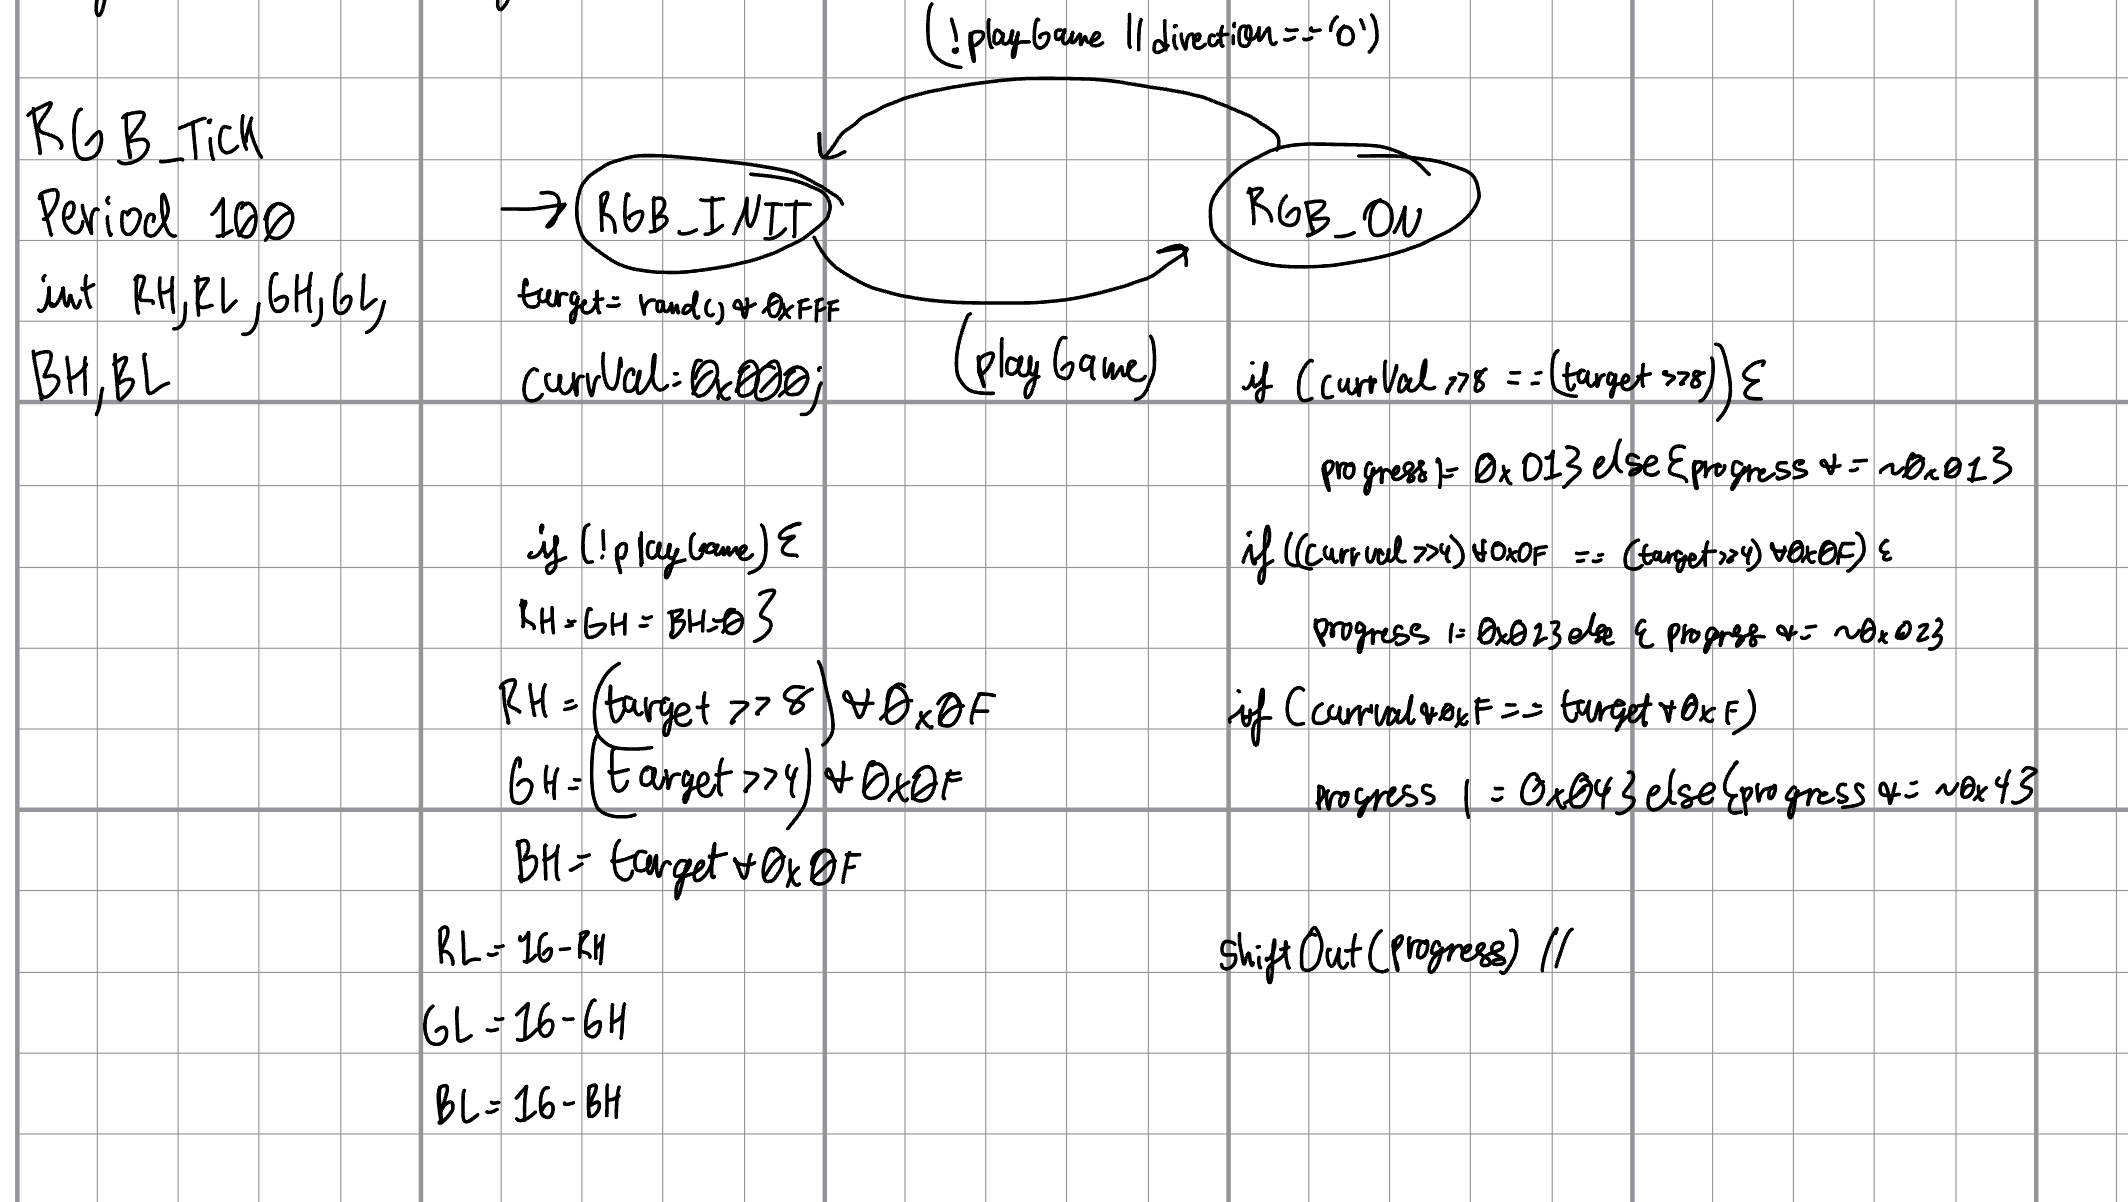 (!playGame || direction=='0')
RGB_Tick
Period 100
int RH,RL,GH,GL,
BH,BL
RGB_INIT
RGB_ON
(playGame)
target= rand() & 0xFFF
currVal=0x000;
if (!playGame){
RH=GH=BH=0}
RH=(target >>8) & 0x0F
GH=(target>>4) & 0x0F
BH= target & 0x0F
RL=16-RH
GL=16-GH
BL=16-BH
if (currVal >>8 ==(target >>8)){
progress |= 0x01} else {progress &= ~0x01}
if ((currval >>4) & 0x0F == (target>>4) & 0x0F) {
progress |= 0x02} else { progrss &= ~0x02}
if (currval & 0xF == target & 0xF)
progress |= 0x04} else {progress &= ~0x4}
shiftOut(progress) //